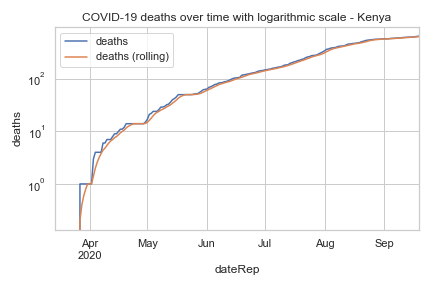 COVID-19 deaths over time with logarithmic scale - Kenya
deaths
deaths (rolling)
10²
10¹
10⁰
deaths
Apr May Jun Jul Aug Sep
2020
dateRep